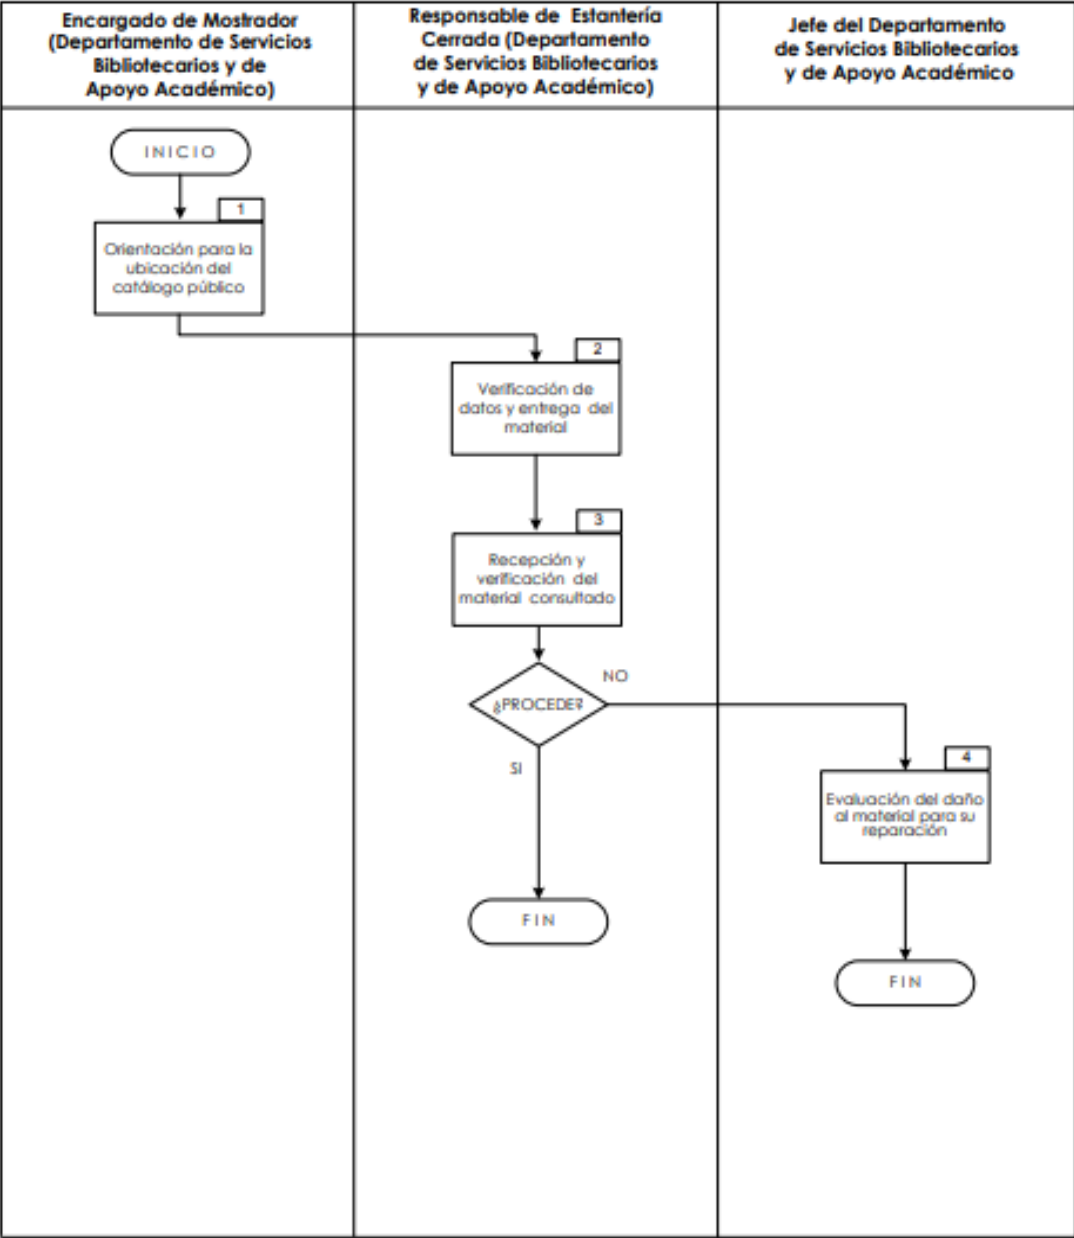 Encargado de Mostrador
(Departamento de Servicios
Bibliotecarios y de
Apoyo Académico)
Responsable de Estantería
Cerrada (Departamento
de Servicios Bibliotecarios
y de Apoyo Académico)
Jefe del Departamento
de Servicios Bibliotecarios
y de Apoyo Académico
INICIO
1
Orientación para la
ubicación del
catálogo público
2
Verificación de
datos y entrega del
material
3
Recepción y
verificación del
material consultado
¿PROCEDE?
NO
SI
4
Evaluación del daño
al material para su
reparación
FIN
FIN